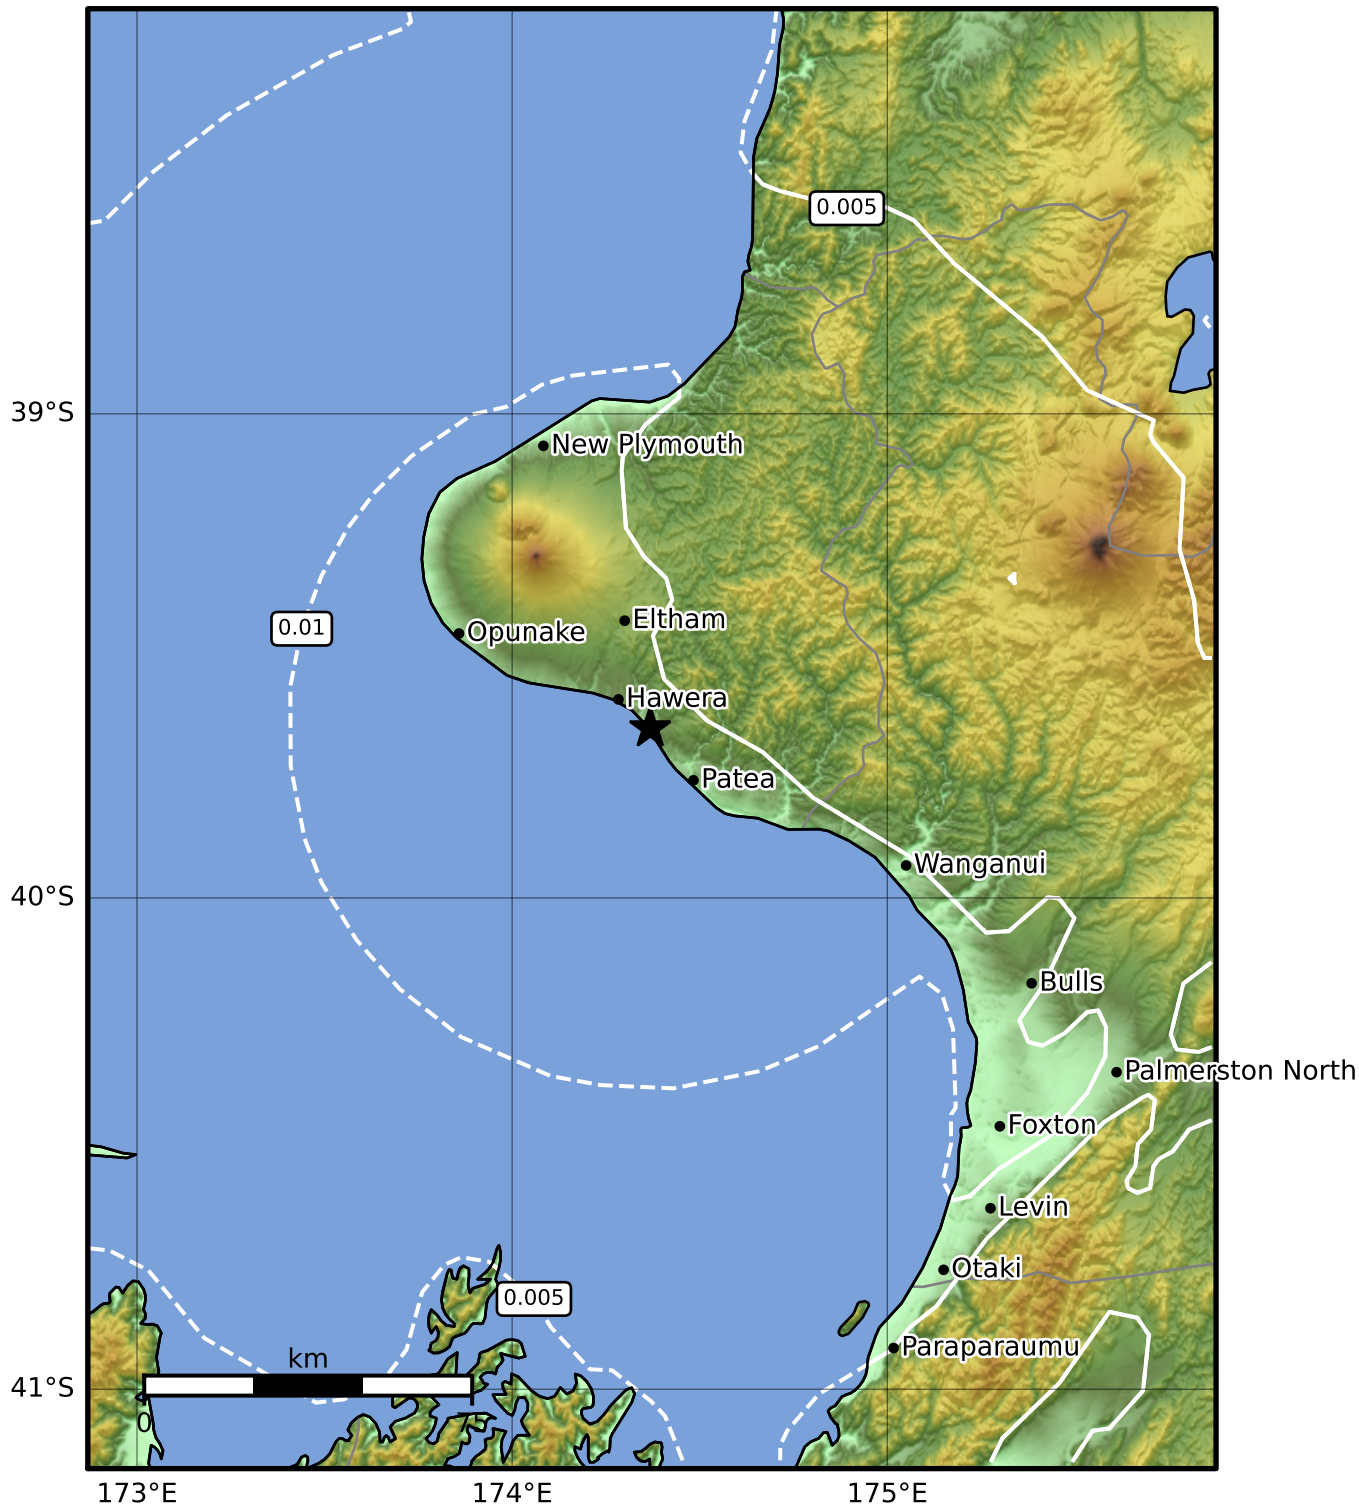 0.005
39°S
New Plymouth
Eltham
0.01
Opunake
Hawera
Patea
Wanganui
40°S
Bulls
Palmerston North
Foxton
Levin
Otaki
0.005
Paraparaumu
km
41°S
0
75
173°E
174°E
175°E